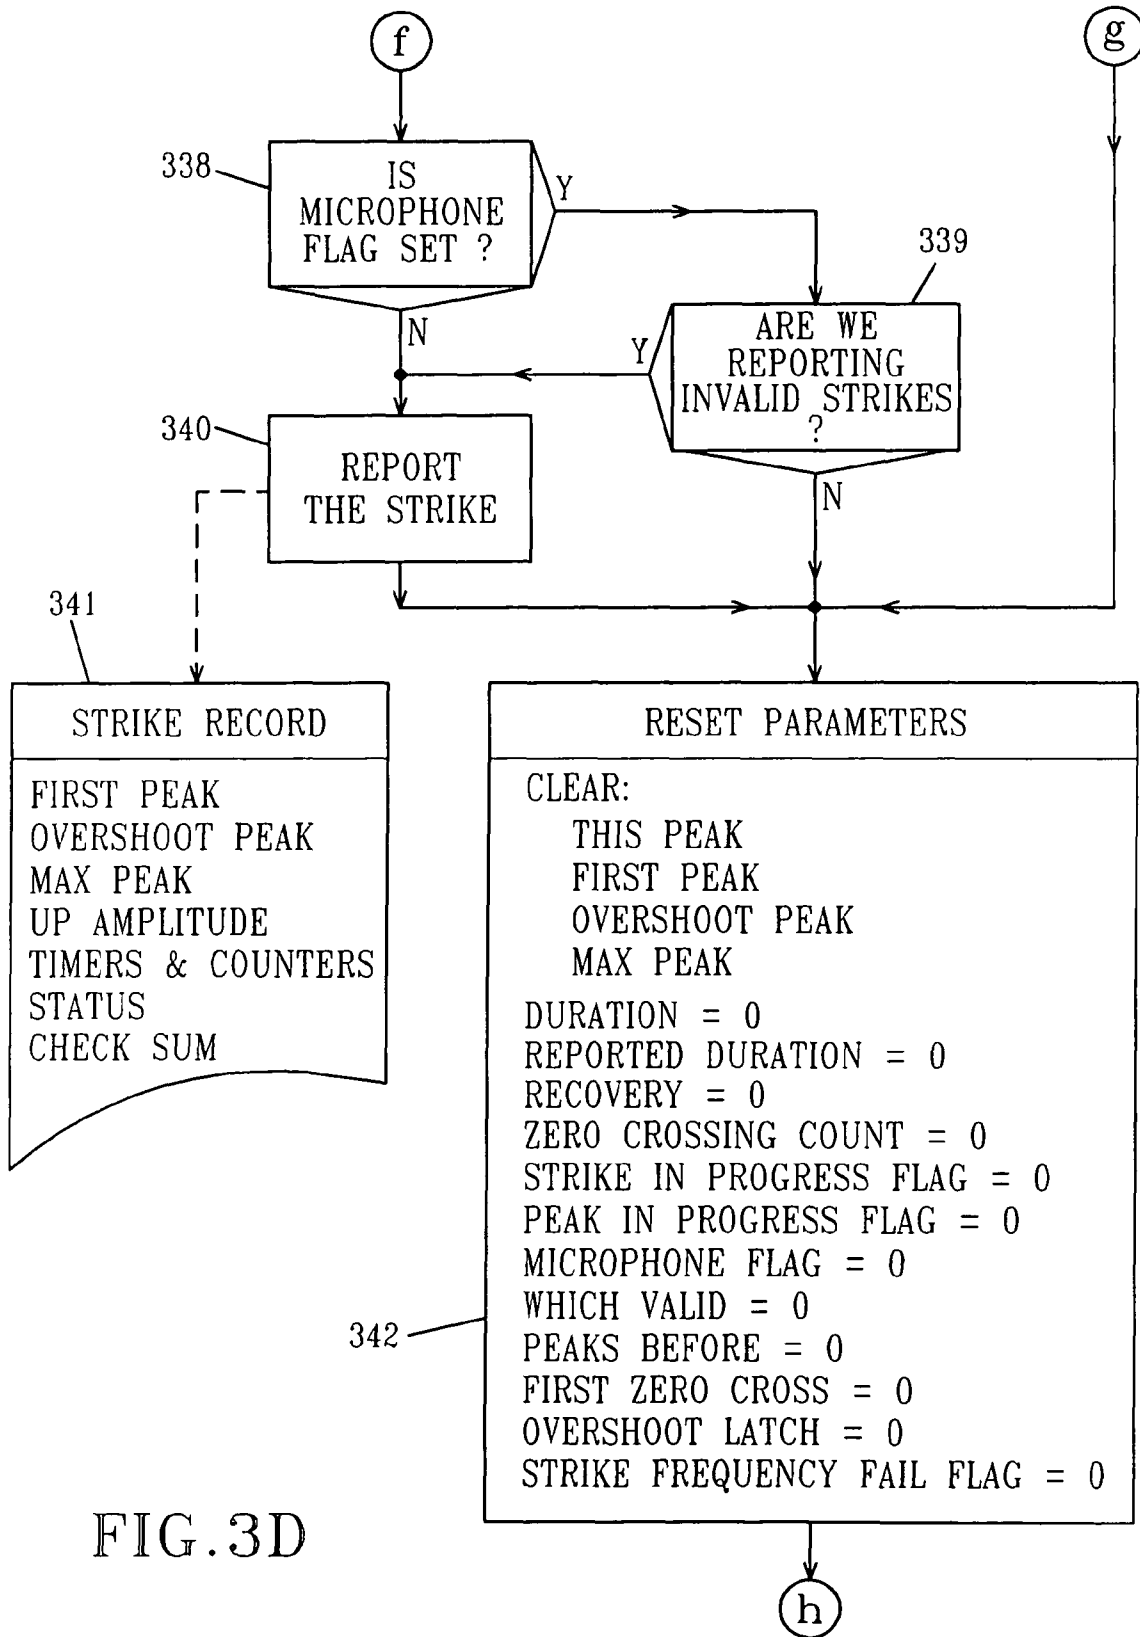 f
g
338
IS
MICROPHONE
FLAG SET ?
Y
339
ARE WE
REPORTING
INVALID STRIKES
?
N
Y
340
REPORT
THE STRIKE
N
341
STRIKE RECORD
FIRST PEAK
OVERSHOOT PEAK
MAX PEAK
UP AMPLITUDE
TIMERS & COUNTERS
STATUS
CHECK SUM
RESET PARAMETERS
CLEAR:
THIS PEAK
FIRST PEAK
OVERSHOOT PEAK
MAX PEAK
DURATION = 0
REPORTED DURATION = 0
RECOVERY = 0
ZERO CROSSING COUNT = 0
STRIKE IN PROGRESS FLAG = 0
PEAK IN PROGRESS FLAG = 0
MICROPHONE FLAG = 0
WHICH VALID = 0
PEAKS BEFORE = 0
FIRST ZERO CROSS = 0
OVERSHOOT LATCH = 0
STRIKE FREQUENCY FAIL FLAG = 0
342
FIG.3D
h